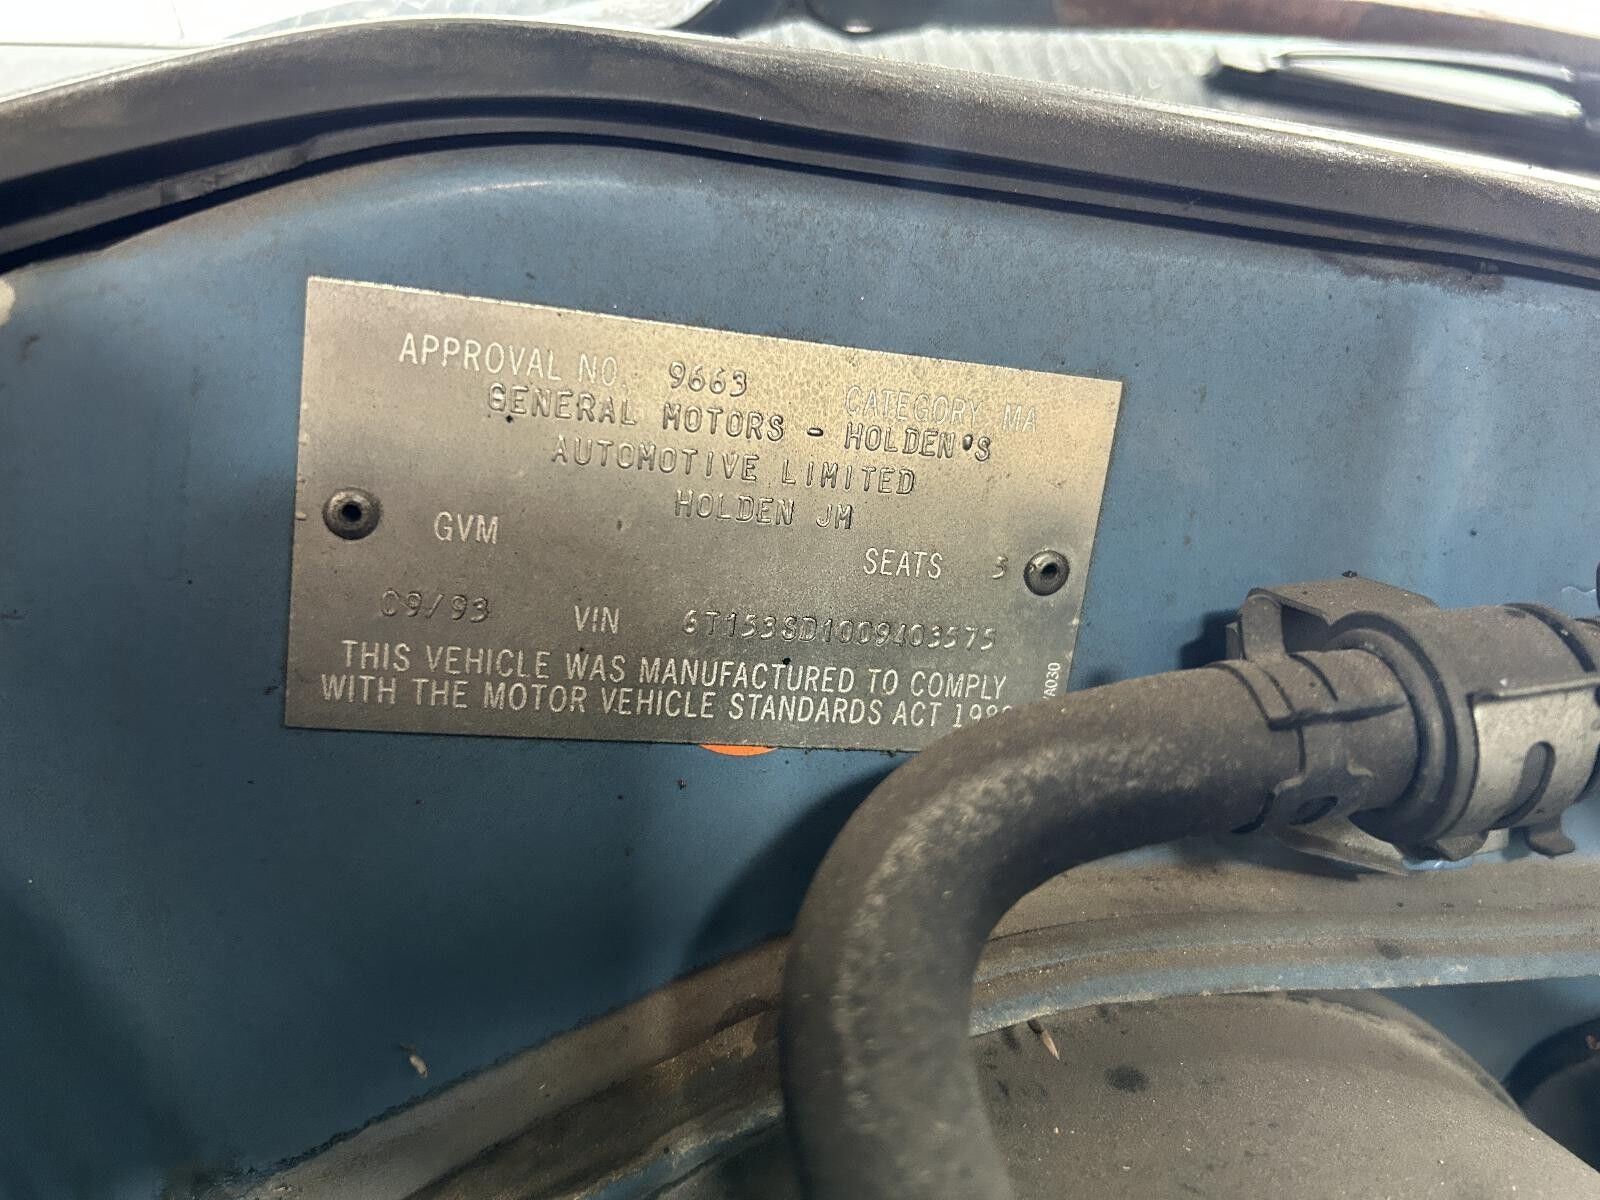 APPROVAL NO. 9663 CATEGORY MA
GENERAL MOTORS - HOLDEN'S
AUTOMOTIVE LIMITED
HOLDEN JM
GVM SEATS 5
09/93 VIN 6T153SD1009403575
THIS VEHICLE WAS MANUFACTURED TO COMPLY
WITH THE MOTOR VEHICLE STANDARDS ACT